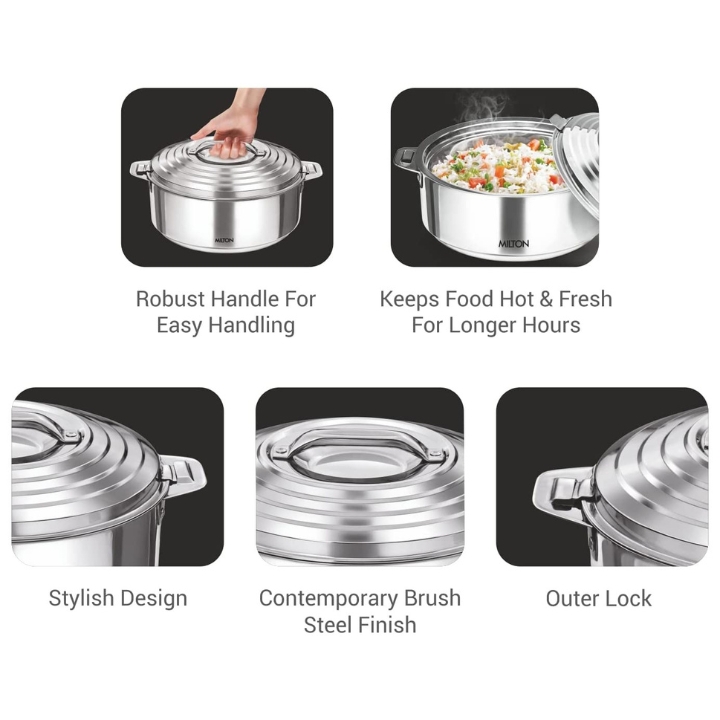 MILTON
MILTON
Robust Handle For
Easy Handling
Keeps Food Hot & Fresh
For Longer Hours
Stylish Design
Contemporary Brush
Steel Finish
Outer Lock